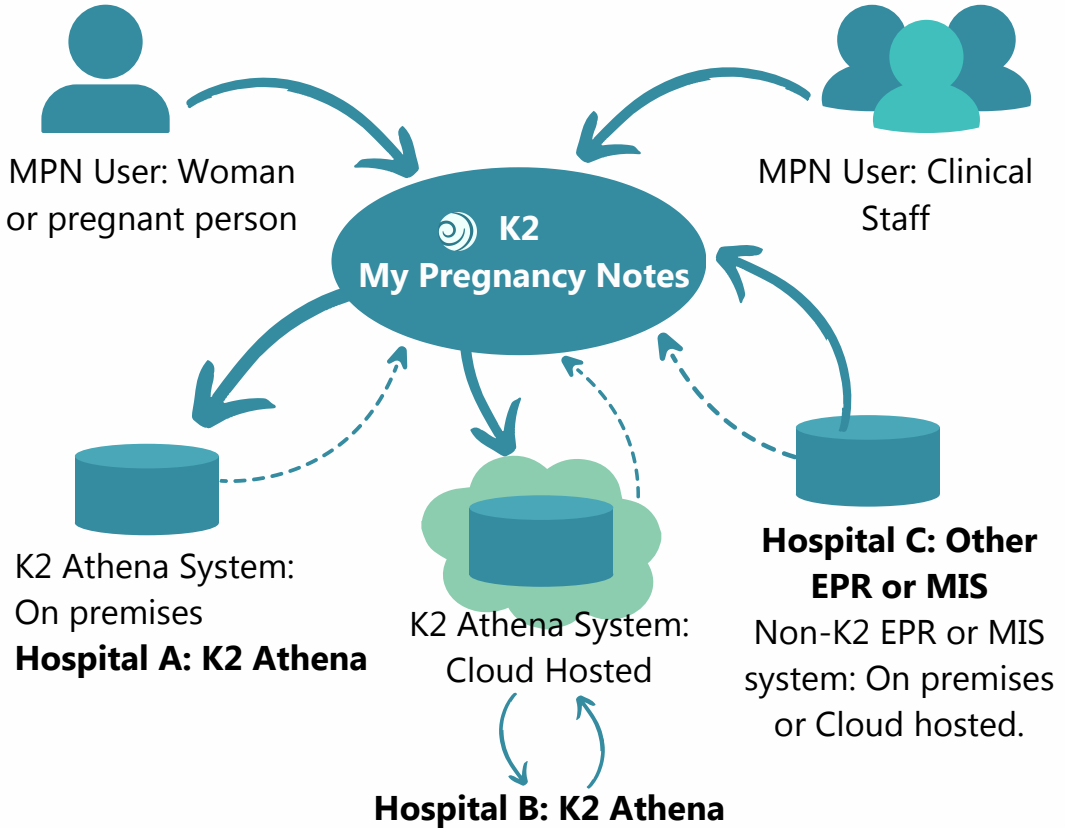 MPN User: Woman
or pregnant person
MPN User: Clinical
Staff
K2
My Pregnancy Notes
K2 Athena System:
On premises
Hospital A: K2 Athena
K2 Athena System:
Cloud Hosted
Hospital B: K2 Athena
Hospital C: Other
EPR or MIS
Non-K2 EPR or MIS
system: On premises
or Cloud hosted.